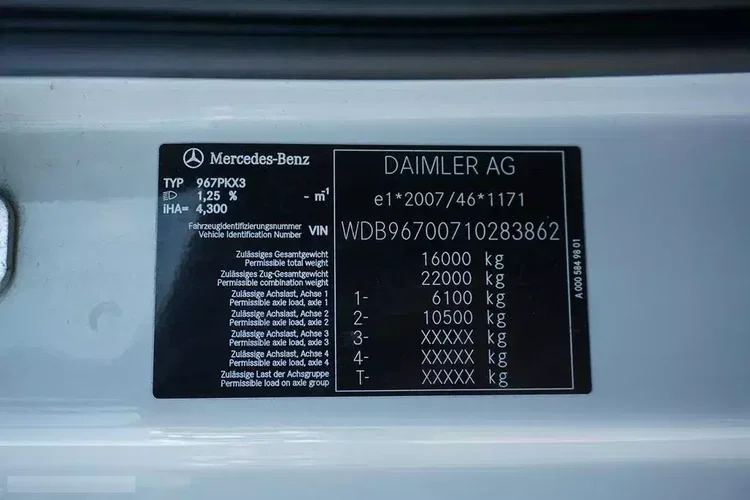 Mercedes-Benz
TYP 967PKX3
1,25 % - m⁻¹
iHA= 4,300
DAIMLER AG
e1*2007/46*1171
Fahrzeugidentifizierungsnummer
Vehicle Identification Number VIN WDB96700710283862
Zulässiges Gesamtgewicht
Permissible total weight 16000 kg
Zulässiges Zug-Gesamtgewicht
Permissible combination weight 22000 kg
Zulässige Achslast, Achse 1
Permissible axle load, axle 1 1- 6100 kg
Zulässige Achslast, Achse 2
Permissible axle load, axle 2 2- 10500 kg
Zulässige Achslast, Achse 3
Permissible axle load, axle 3 3- XXXXX kg
Zulässige Achslast, Achse 4
Permissible axle load, axle 4 4- XXXXX kg
Zulässige Last der Achsgruppe
Permissible load on axle group T- XXXXX kg
A 000 584 98 01